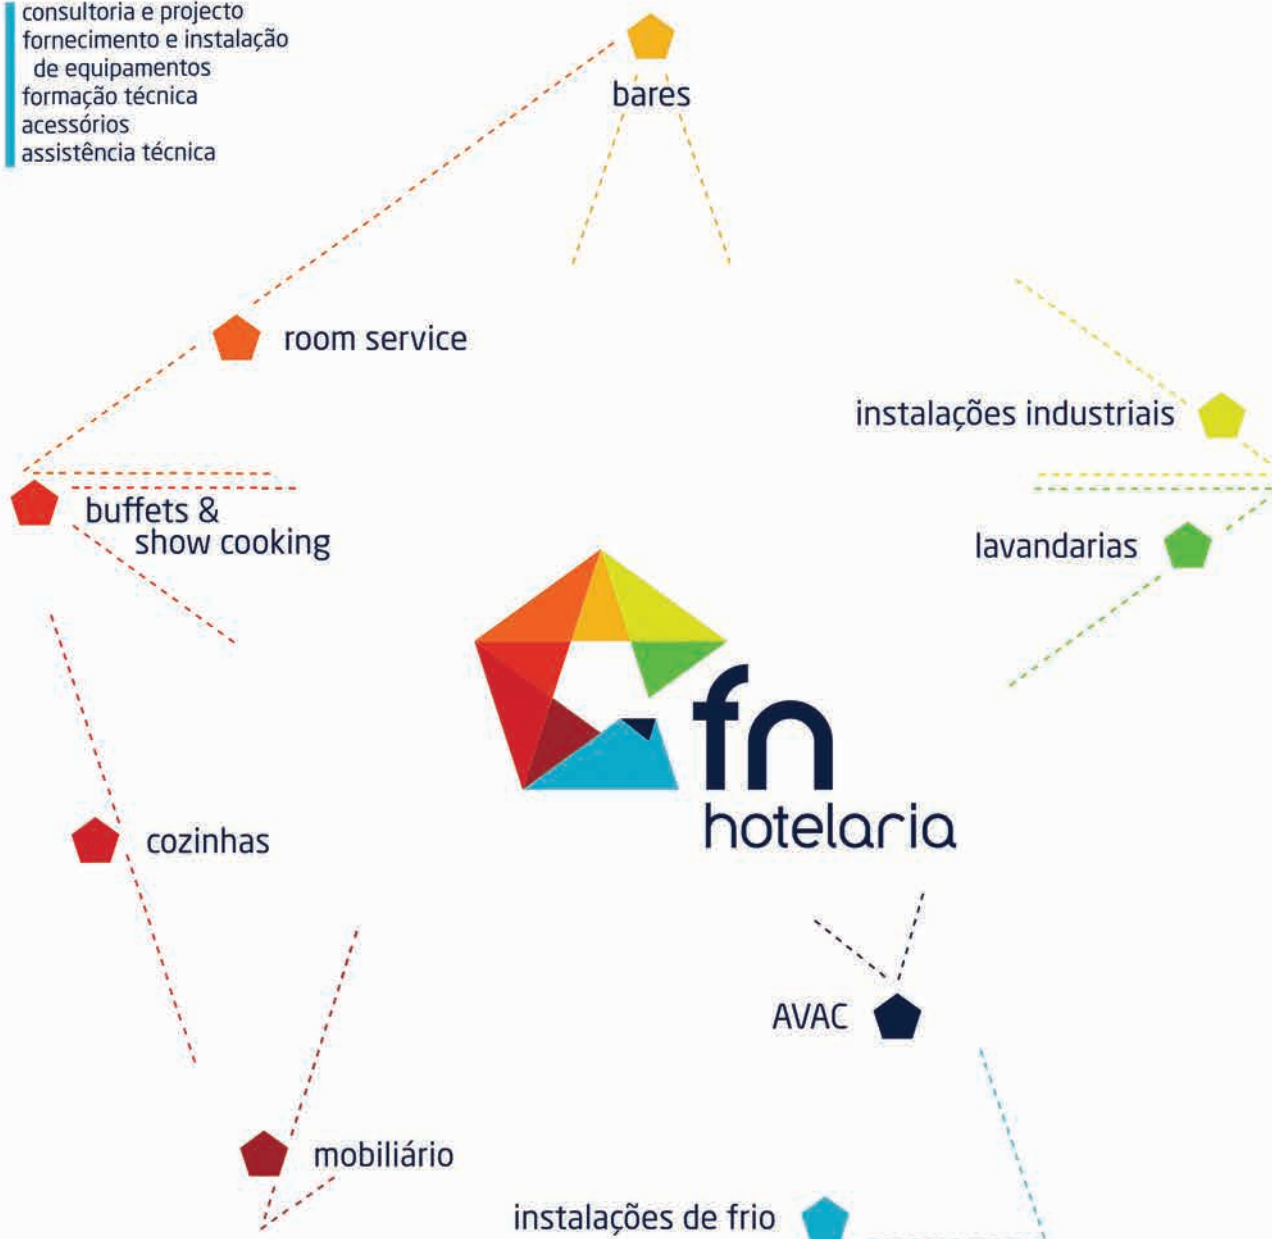 consultoria e projecto
fornecimento e instalação
de equipamentos
formação técnica
acessórios
assistência técnica
bares
room service
instalações industriais
buffets &
show cooking
lavandarias
fn
hotelaria
cozinhas
AVAC
mobiliário
instalações de frio